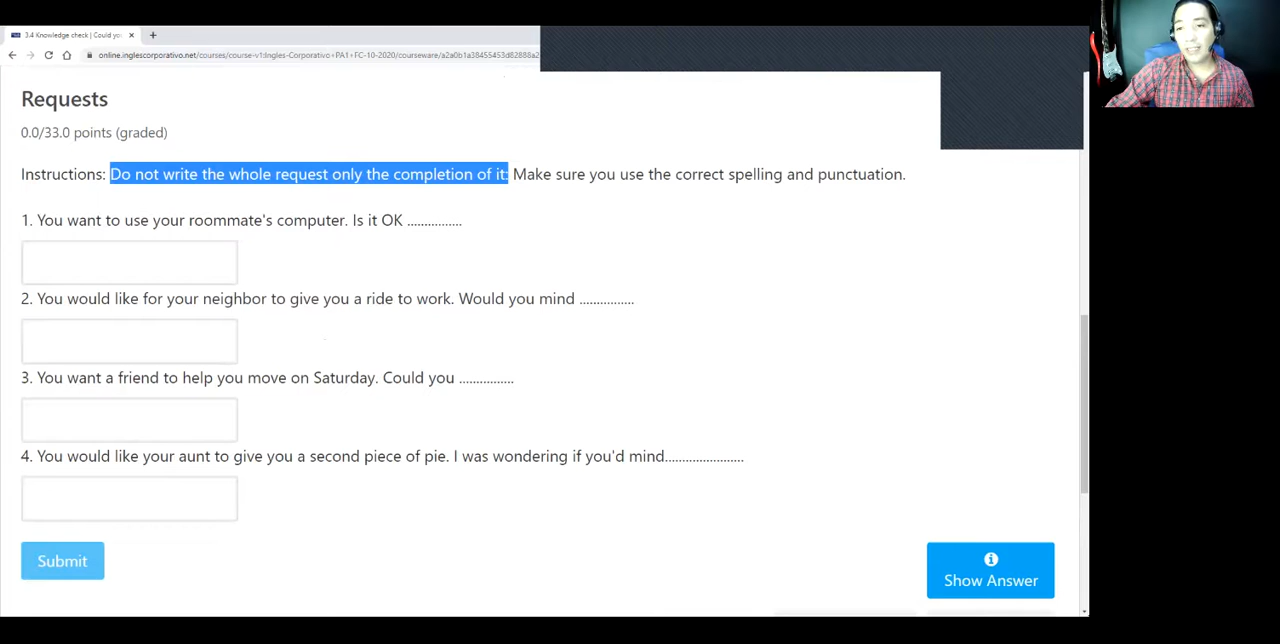 3.4 Knowledge check | Could yo
online.inglescorporativo.net/courses/course-v1:Ingles-Corporativo+PA1+FC-10-2020/courseware/a2a0b1a38455453d82888a2
Requests
0.0/33.0 points (graded)
Instructions: Do not write the whole request only the completion of it: Make sure you use the correct spelling and punctuation.
1. You want to use your roommate's computer. Is it OK ...............
2. You would like for your neighbor to give you a ride to work. Would you mind ...............
3. You want a friend to help you move on Saturday. Could you ...............
4. You would like your aunt to give you a second piece of pie. I was wondering if you'd mind......................
Submit
Show Answer